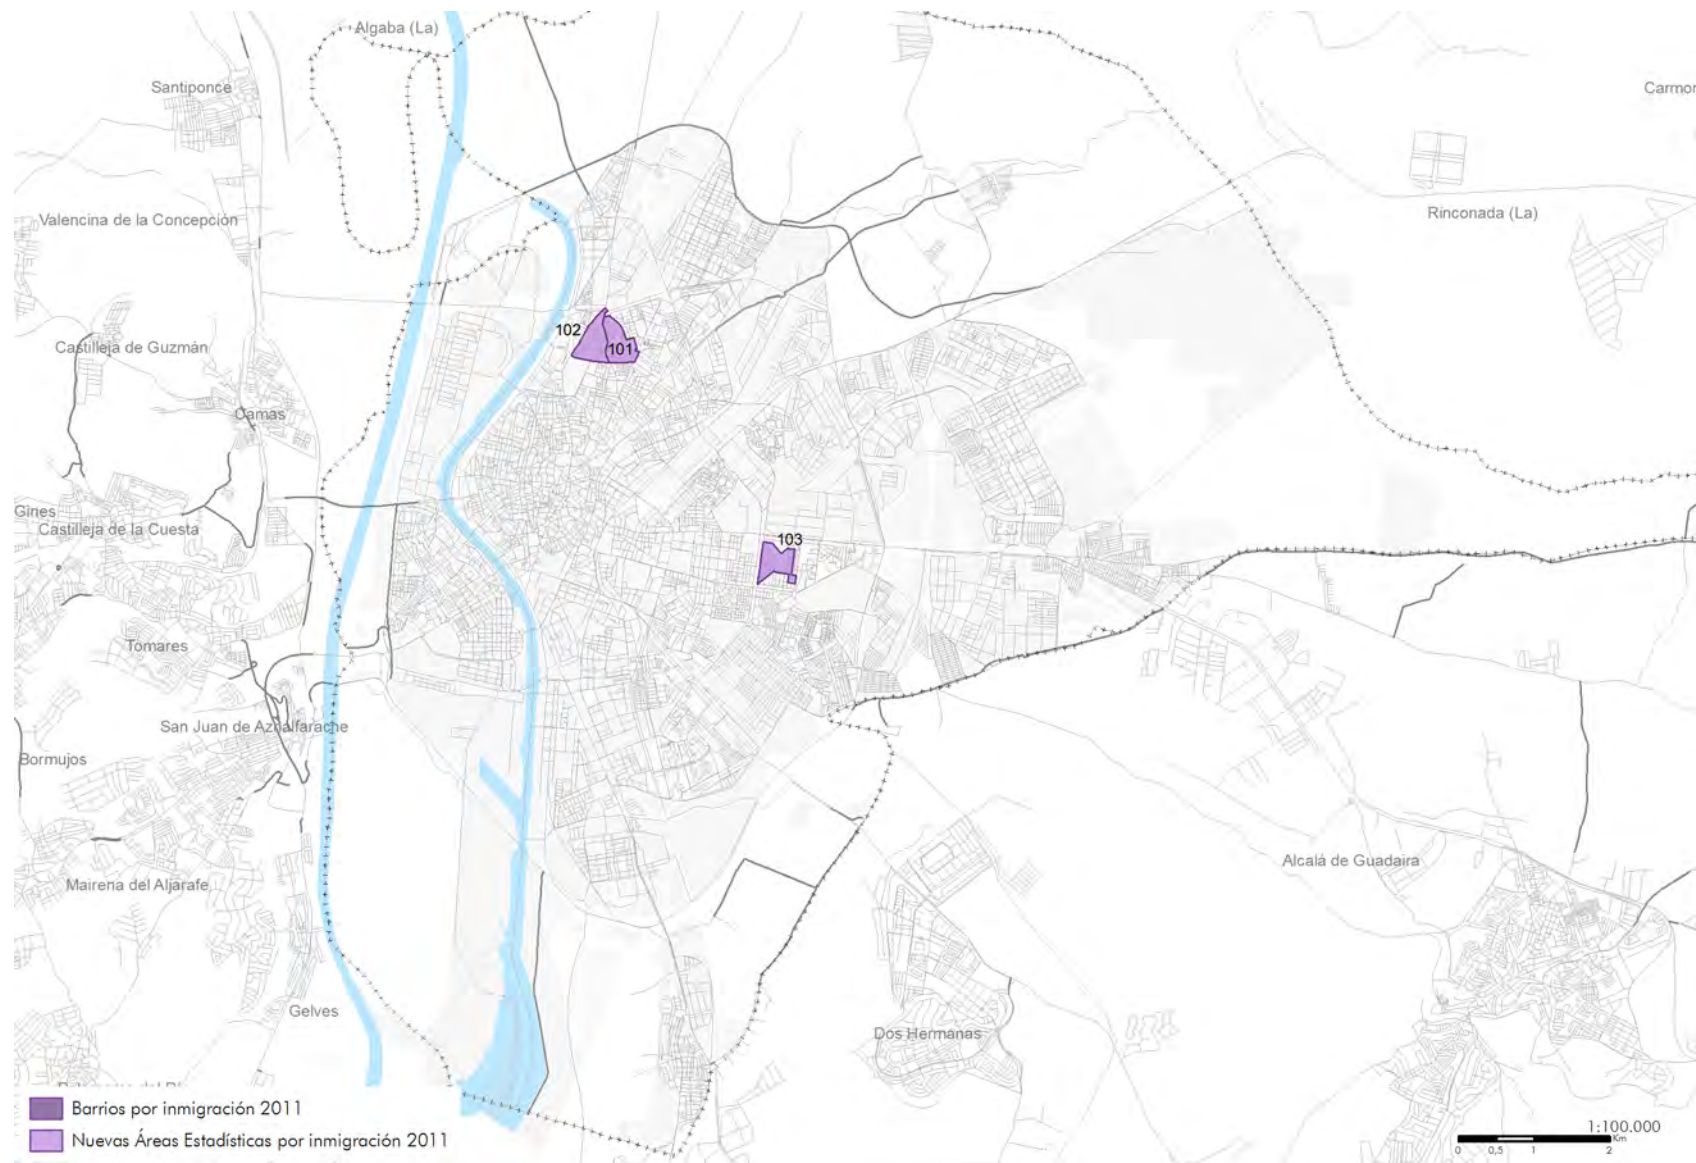 Algaba (La)
Santiponce
Carmon
Valencina de la Concepción
Rinconada (La)
102
101
Castilleja de Guzmán
Camas
Gines
Castilleja de la Cuesta
103
Tomares
San Juan de Aznalfarache
Bormujos
Alcalá de Guadaira
Mairena del Aljarafe
Gelves
Dos Hermanas
Barrios por inmigración 2011
Nuevas Áreas Estadísticas por inmigración 2011
1:100.000
Km
0 0,5 1 2